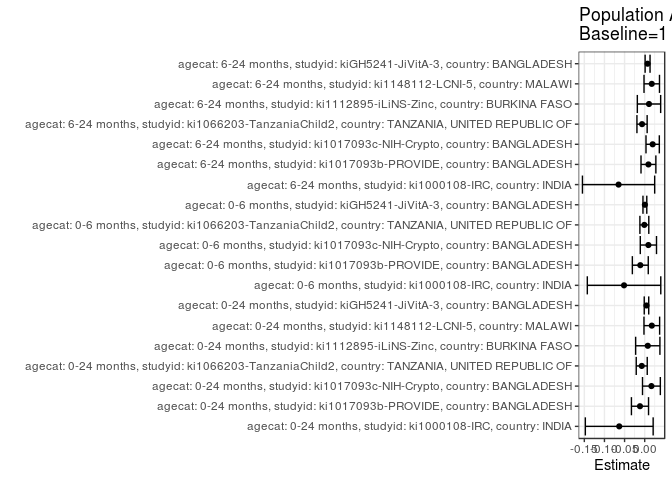 Population
Baseline=1
agecat: 6-24 months, studyid: kiGH5241-JiVitA-3, country: BANGLADESH
agecat: 6-24 months, studyid: ki1148112-LCNI-5, country: MALAWI
agecat: 6-24 months, studyid: ki1112895-iLiNS-Zinc, country: BURKINA FASO
agecat: 6-24 months, studyid: ki1066203-TanzaniaChild2, country: TANZANIA, UNITED REPUBLIC OF
agecat: 6-24 months, studyid: ki1017093c-NIH-Crypto, country: BANGLADESH
agecat: 6-24 months, studyid: ki1017093b-PROVIDE, country: BANGLADESH
agecat: 6-24 months, studyid: ki1000108-IRC, country: INDIA
agecat: 0-6 months, studyid: kiGH5241-JiVitA-3, country: BANGLADESH
agecat: 0-6 months, studyid: ki1066203-TanzaniaChild2, country: TANZANIA, UNITED REPUBLIC OF
agecat: 0-6 months, studyid: ki1017093c-NIH-Crypto, country: BANGLADESH
agecat: 0-6 months, studyid: ki1017093b-PROVIDE, country: BANGLADESH
agecat: 0-6 months, studyid: ki1000108-IRC, country: INDIA
agecat: 0-24 months, studyid: kiGH5241-JiVitA-3, country: BANGLADESH
agecat: 0-24 months, studyid: ki1148112-LCNI-5, country: MALAWI
agecat: 0-24 months, studyid: ki1112895-iLiNS-Zinc, country: BURKINA FASO
agecat: 0-24 months, studyid: ki1066203-TanzaniaChild2, country: TANZANIA, UNITED REPUBLIC OF
agecat: 0-24 months, studyid: ki1017093c-NIH-Crypto, country: BANGLADESH
agecat: 0-24 months, studyid: ki1017093b-PROVIDE, country: BANGLADESH
agecat: 0-24 months, studyid: ki1000108-IRC, country: INDIA
-0.15 -0.10 -0.05 0.00
Estimate